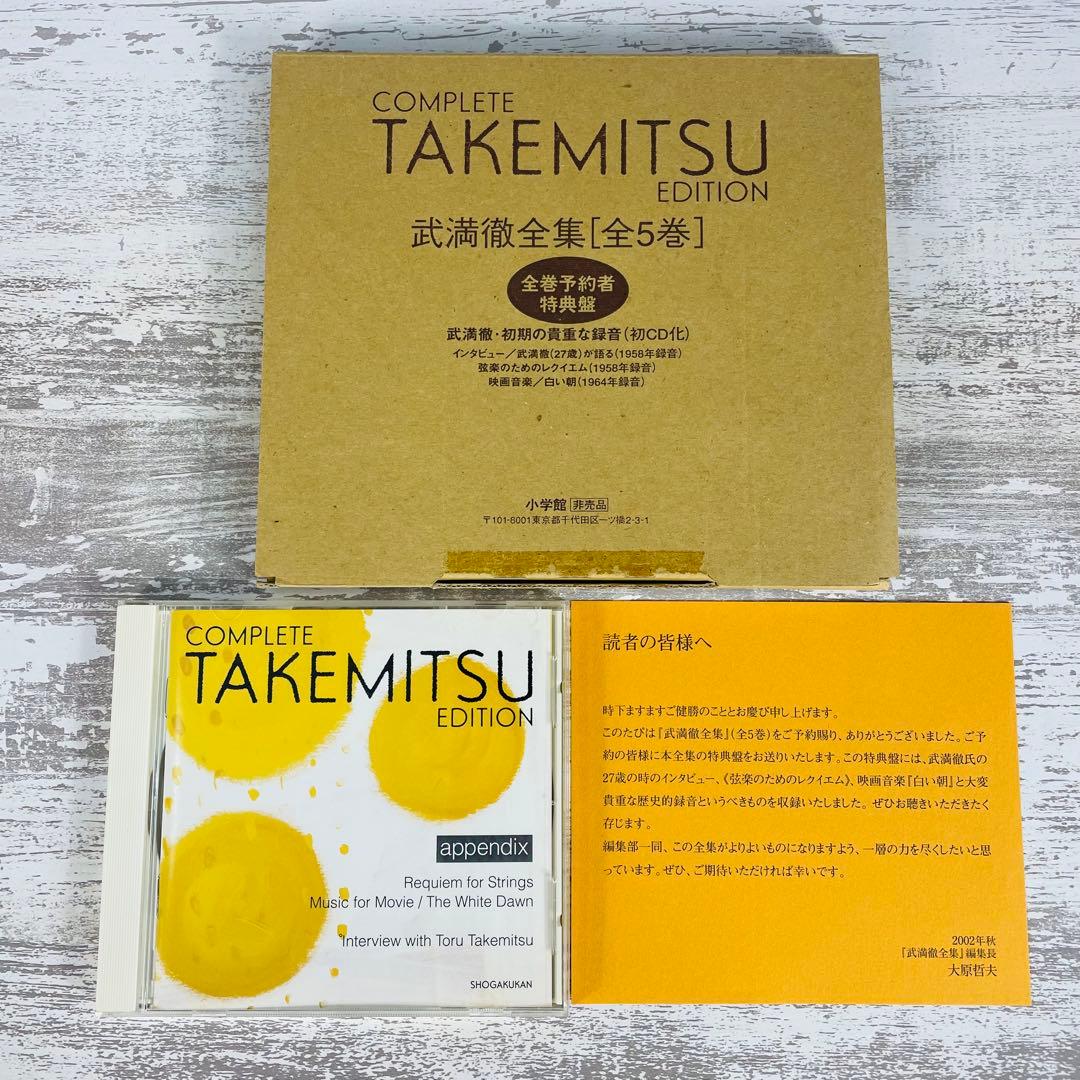 COMPLETE
TAKEMITSU
EDITION
武満徹全集[全5巻]
全巻予約者
特典盤
武満徹・初期の貴重な録音(初CD化)
インタビュー/武満徹(27歳)が語る(1958年録音)
弦楽のためのレクイエム(1958年録音)
映画音楽/白い朝(1964年録音)
小学館 非売品
〒101-8001東京都千代田区一ツ橋2-3-1
COMPLETE
TAKEMITSU
EDITION
appendix
Requiem for Strings
Music for Movie / The White Dawn
Interview with Toru Takemitsu
SHOGAKUKAN
読者の皆様へ
時下ますますご健勝のこととお慶び申し上げます。
このたびは『武満徹全集』(全5巻)をご予約賜り、ありがとうございました。ご予
約の皆様に本全集の特典盤をお送りいたします。この特典盤には、武満徹氏の
27歳の時のインタビュー、《弦楽のためのレクイエム》、映画音楽『白い朝』と大変
貴重な歴史的録音というべきものを収録いたしました。ぜひお聴きいただきたく
存じます。
編集部一同、この全集がよりよいものになりますよう、一層の力を尽くしたいと思
っています。ぜひ、ご期待いただければ幸いです。
2002年秋
『武満徹全集』編集長
大原哲夫